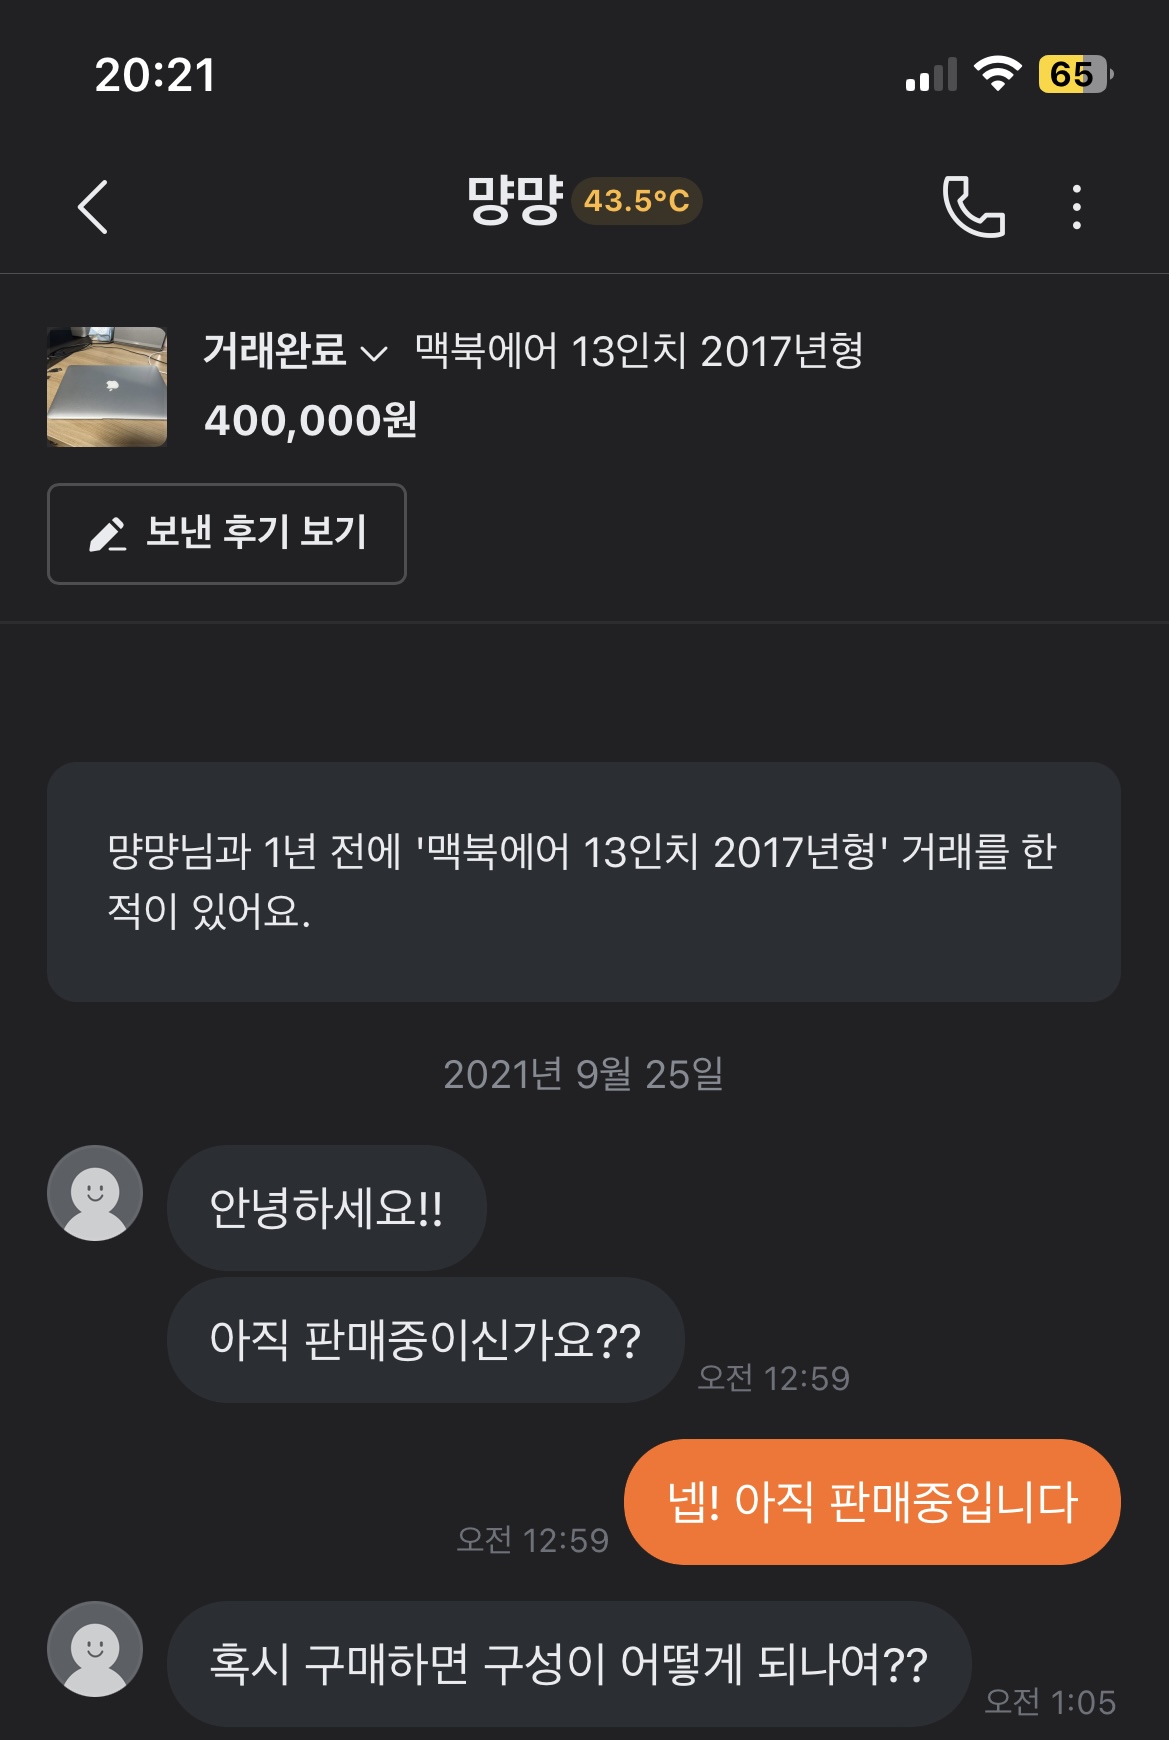 20:21
65
먖먖 43.5°C
거래완료 맥북에어 13인치 2017년형
400,000원
보낸 후기 보기
먖먖님과 1년 전에 '맥북에어 13인치 2017년형' 거래를 한
적이 있어요.
2021년 9월 25일
안녕하세요!!
아직 판매중이신가요??
오전 12:59
넵! 아직 판매중입니다
오전 12:59
혹시 구매하면 구성이 어떻게 되나여??
오전 1:05